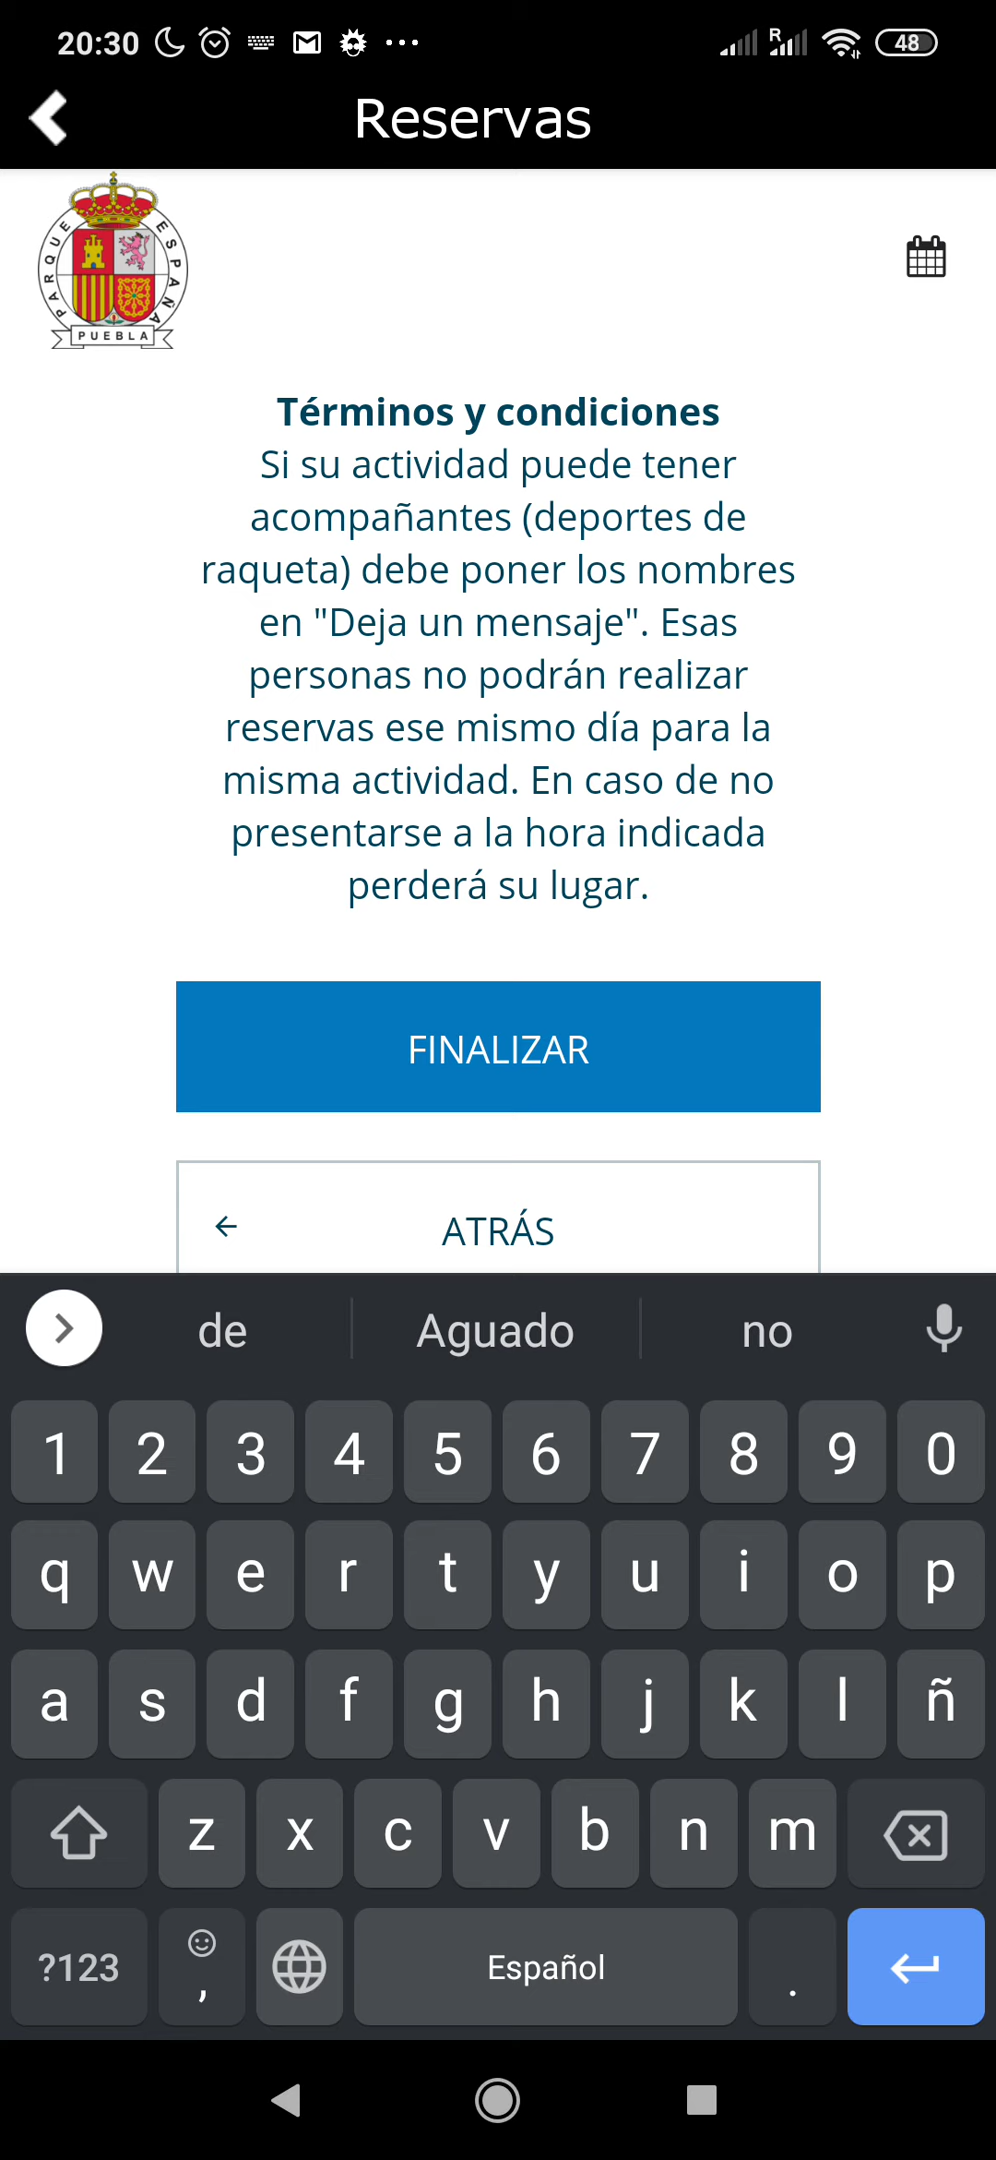 20:30
R
48
Reservas
PARQUE ESPAÑA
PUEBLA
Términos y condiciones
Si su actividad puede tener
acompañantes (deportes de
raqueta) debe poner los nombres
en "Deja un mensaje". Esas
personas no podrán realizar
reservas ese mismo día para la
misma actividad. En caso de no
presentarse a la hora indicada
perderá su lugar.
FINALIZAR
ATRÁS
de Aguado no
1 2 3 4 5 6 7 8 9 0
q w e r t y u i o p
a s d f g h j k l ñ
z x c v b n m
?123 , Español .